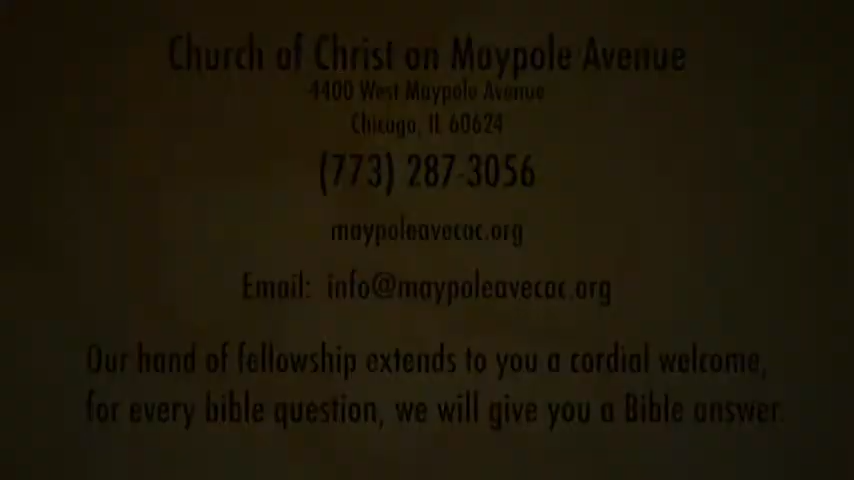 Church of Christ on Maypole Avenue
4400 West Maypole Avenue
Chicago, IL 60624
(773) 287-3056
maypoleavecoc.org
Email: info@maypoleavecoc.org
Our hand of fellowship extends to you a cordial welcome,
for every bible question, we will give you a Bible answer.